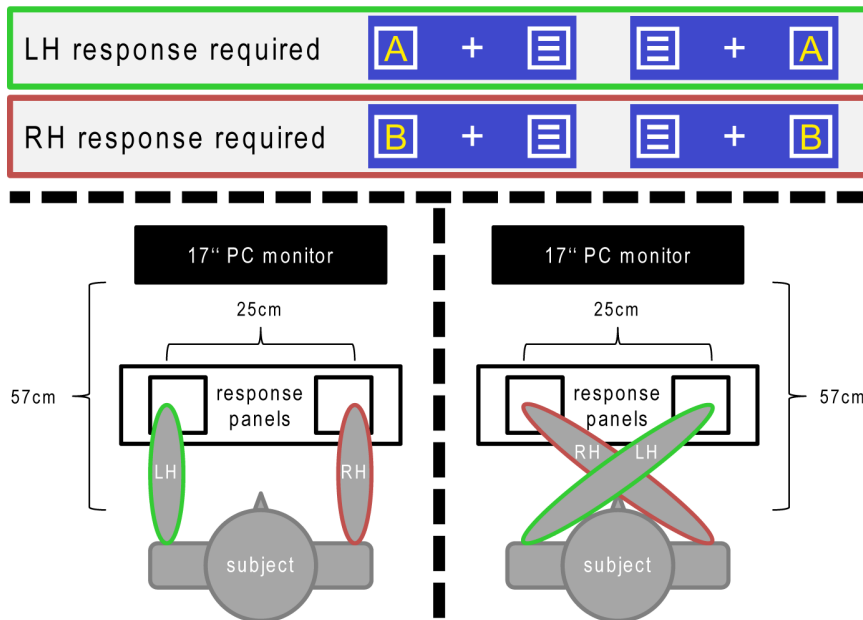 LH response required A + A
RH response required B + B
17“ PC monitor
25cm
57cm
response
panels
LH
RH
subject
17“ PC monitor
25cm
57cm
response
panels
RH
LH
subject